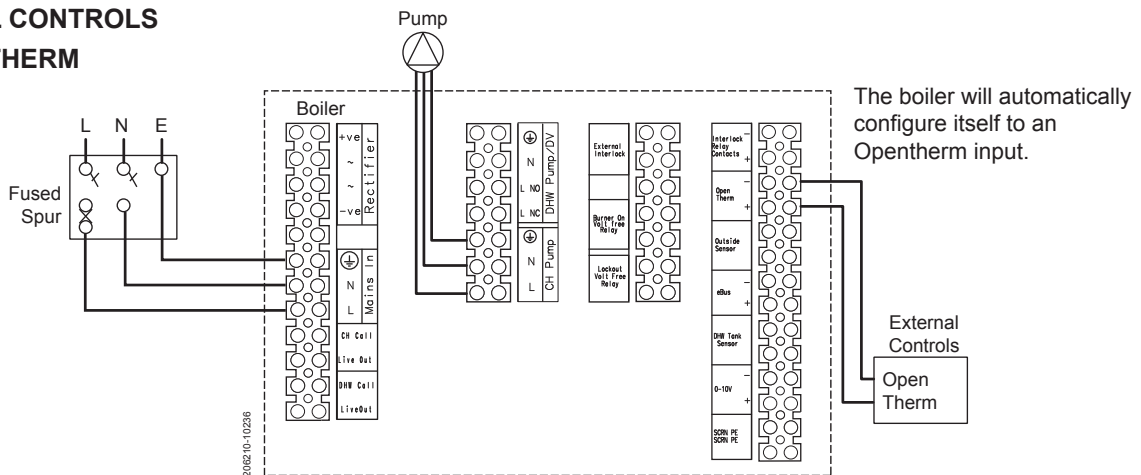 CONTROLS
THERM
Pump
Boiler
L N E
Fused
Spur
+ve
~
~
-ve
Rectifier
N
L
Mains In
CH Call
Live Out
DHW Call
LiveOut
N
L NO
L NC
DHW Pump/DV
N
L
CH Pump
External
Interlock
Burner On
Volt free
Relay
Lockout
Volt Free
Relay
Interlock
Relay
Contacts
-
+
Open
Therm
-
+
Outside
Sensor
eBus
-
+
DHW Tank
Sensor
0-10V
-
+
SCRN PE
SCRN PE
The boiler will automatically
configure itself to an
Opentherm input.
External
Controls
Open
Therm
206210-10236